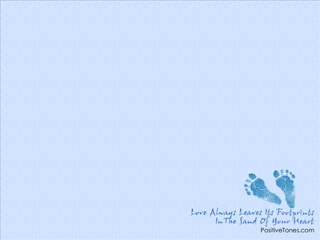 Love Always Leaves Its Footprints
In The Sand Of Your Heart
PositiveTones.com